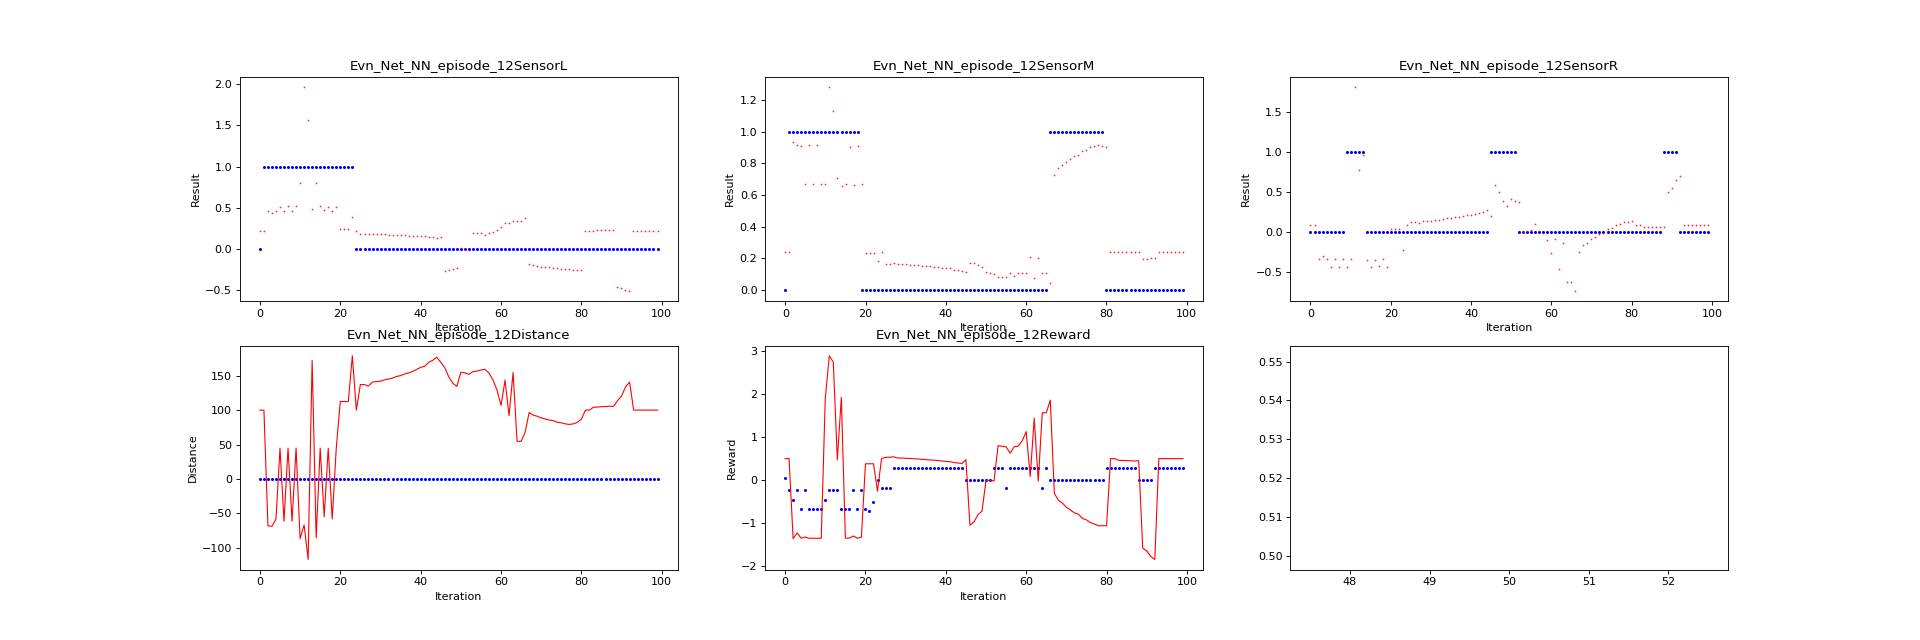 Evn_Net_NN_episode_12SensorL
2.0
1.5
1.0
0.5
0.0
−0.5
Result
0 20 40 60 80 100
Iteration
Evn_Net_NN_episode_12SensorM
1.2
1.0
0.8
0.6
0.4
0.2
0.0
Result
0 20 40 60 80 100
Iteration
Evn_Net_NN_episode_12SensorR
1.5
1.0
0.5
0.0
−0.5
Result
0 20 40 60 80 100
Iteration
Evn_Net_NN_episode_12Distance
150
100
50
0
−50
−100
Distance
0 20 40 60 80 100
Iteration
Evn_Net_NN_episode_12Reward
3
2
1
0
−1
−2
Reward
0 20 40 60 80 100
Iteration
0.55
0.54
0.53
0.52
0.51
0.50
48 49 50 51 52